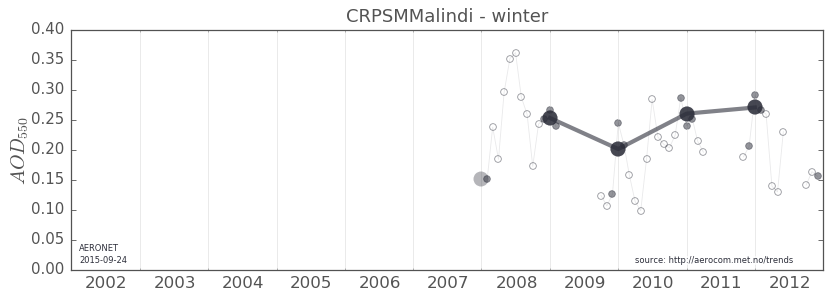 CRPSMMalindi - winter
0.40
0.35
0.30
0.25
0.20
0.15
0.10
0.05
0.00
AOD550
AERONET
2015-09-24
source: http://aerocom.met.no/trends
2002 2003 2004 2005 2006 2007 2008 2009 2010 2011 2012